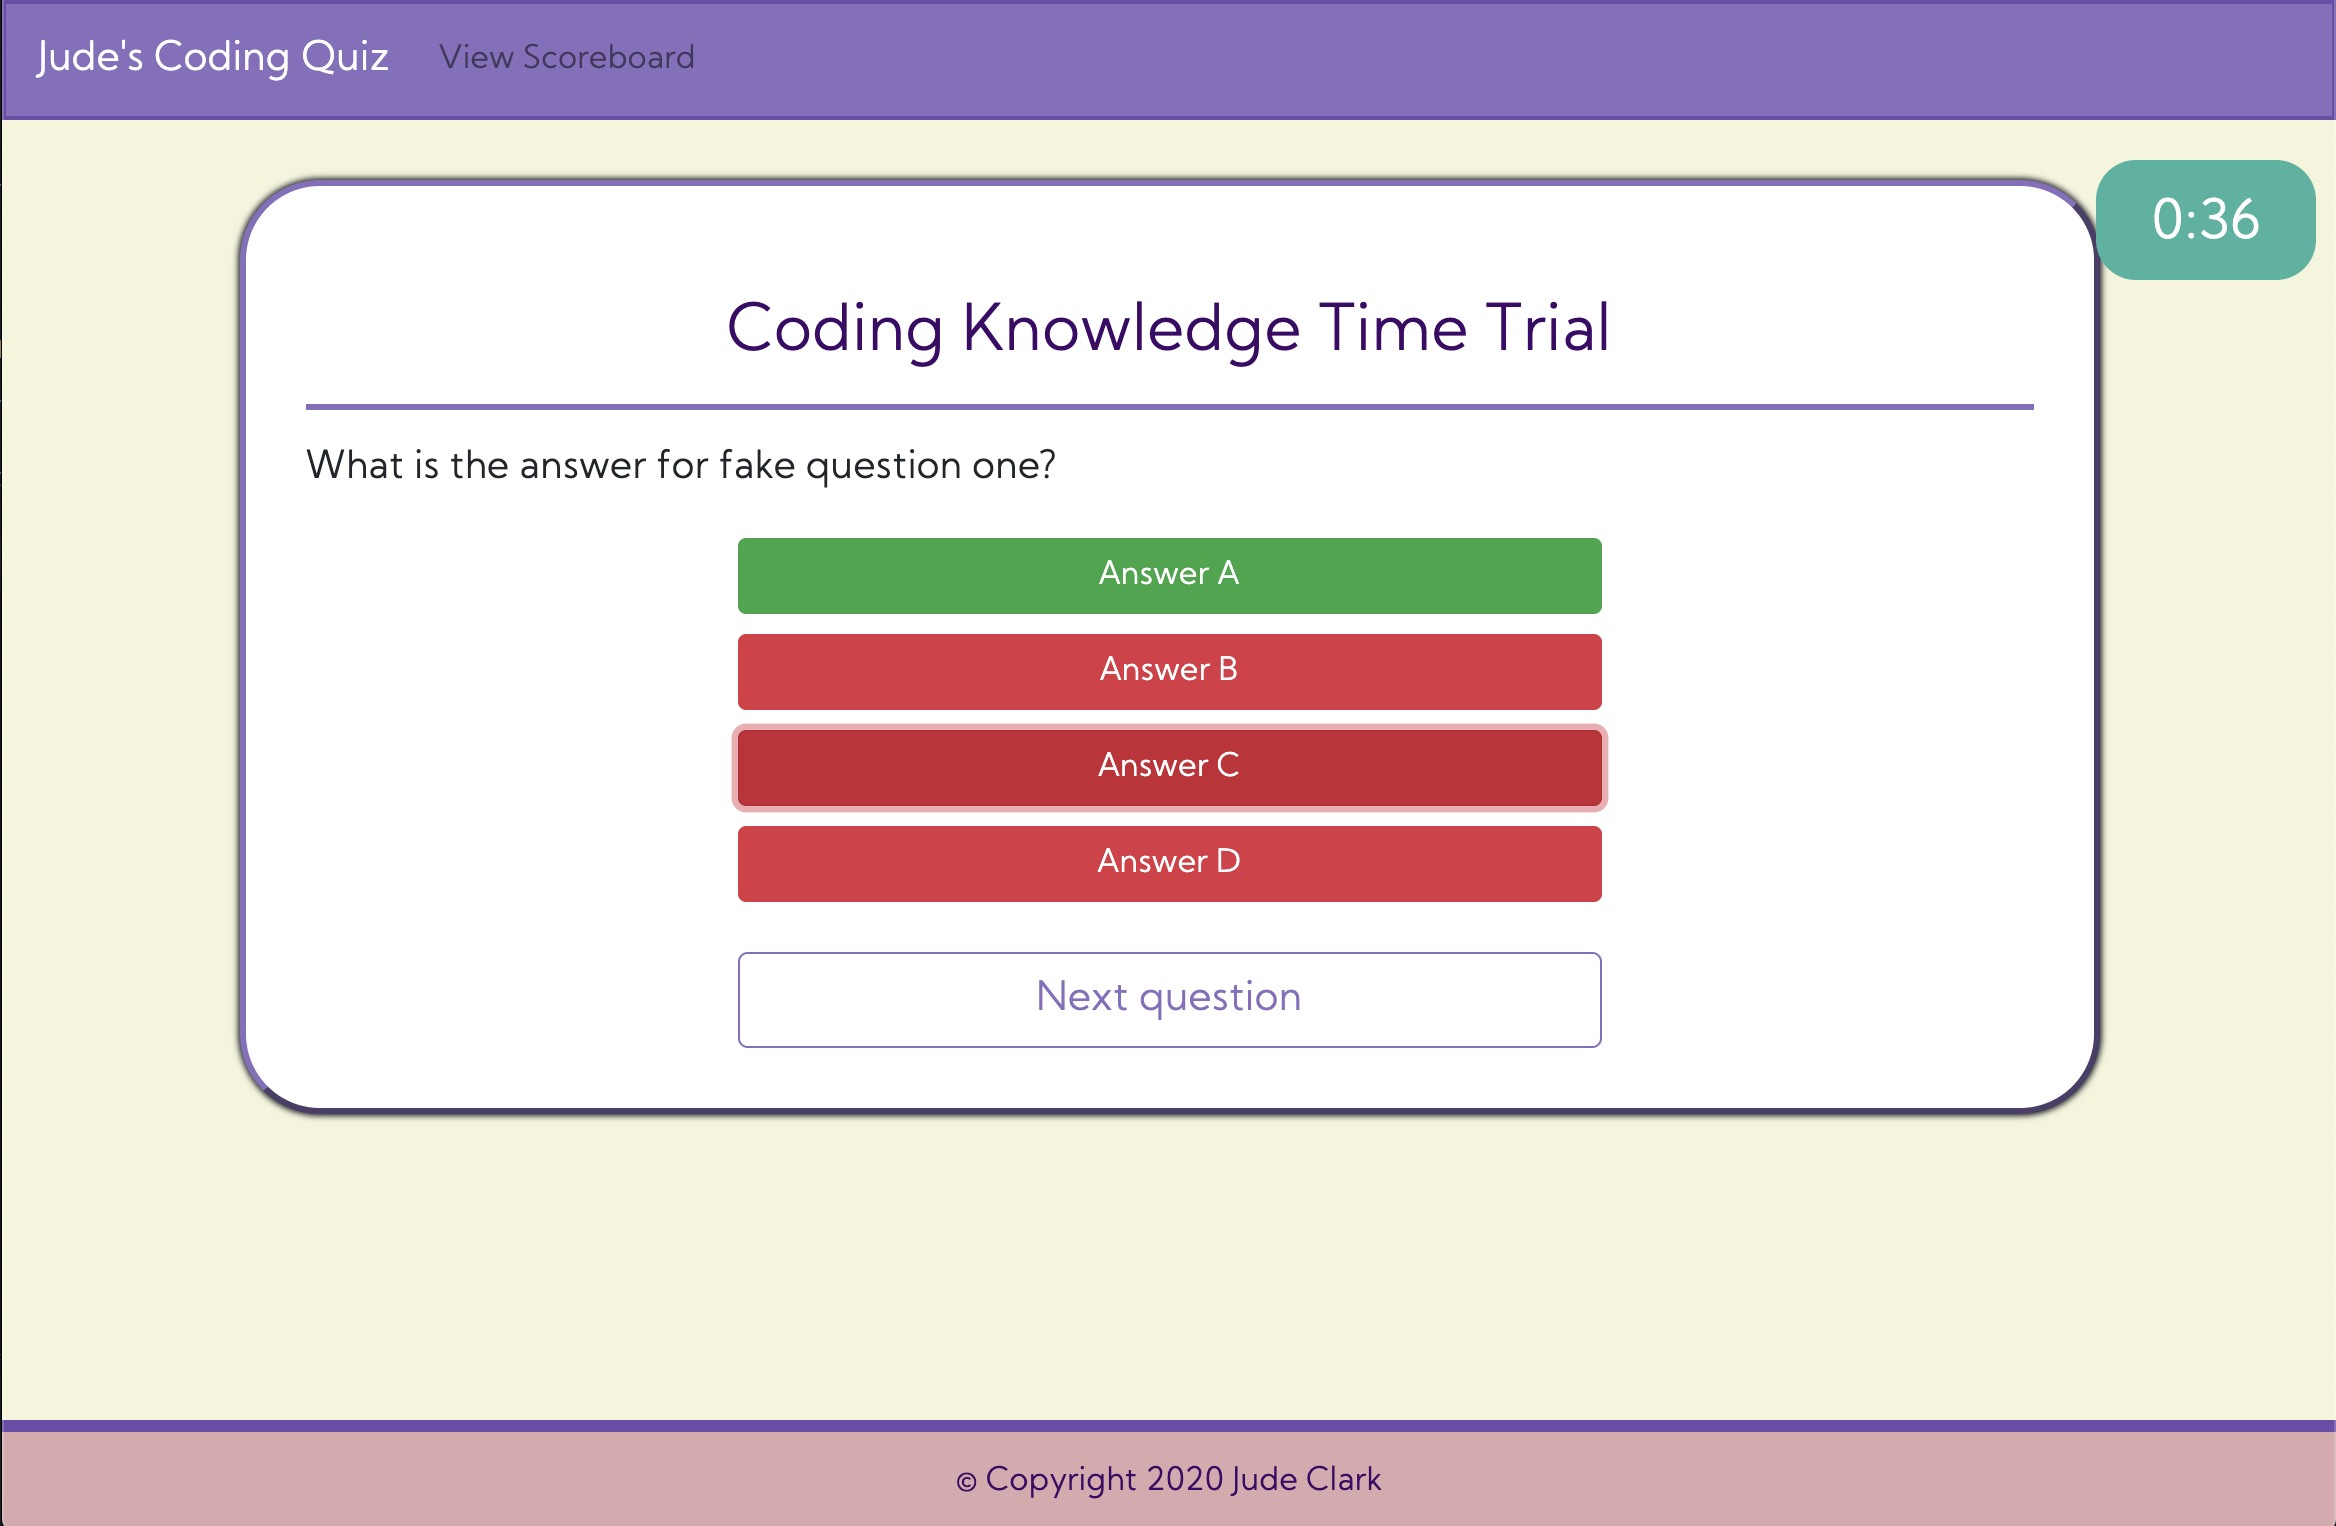 Jude's Coding Quiz View Scoreboard
0:36
Coding Knowledge Time Trial
What is the answer for fake question one?
Answer A
Answer B
Answer C
Answer D
Next question
© Copyright 2020 Jude Clark